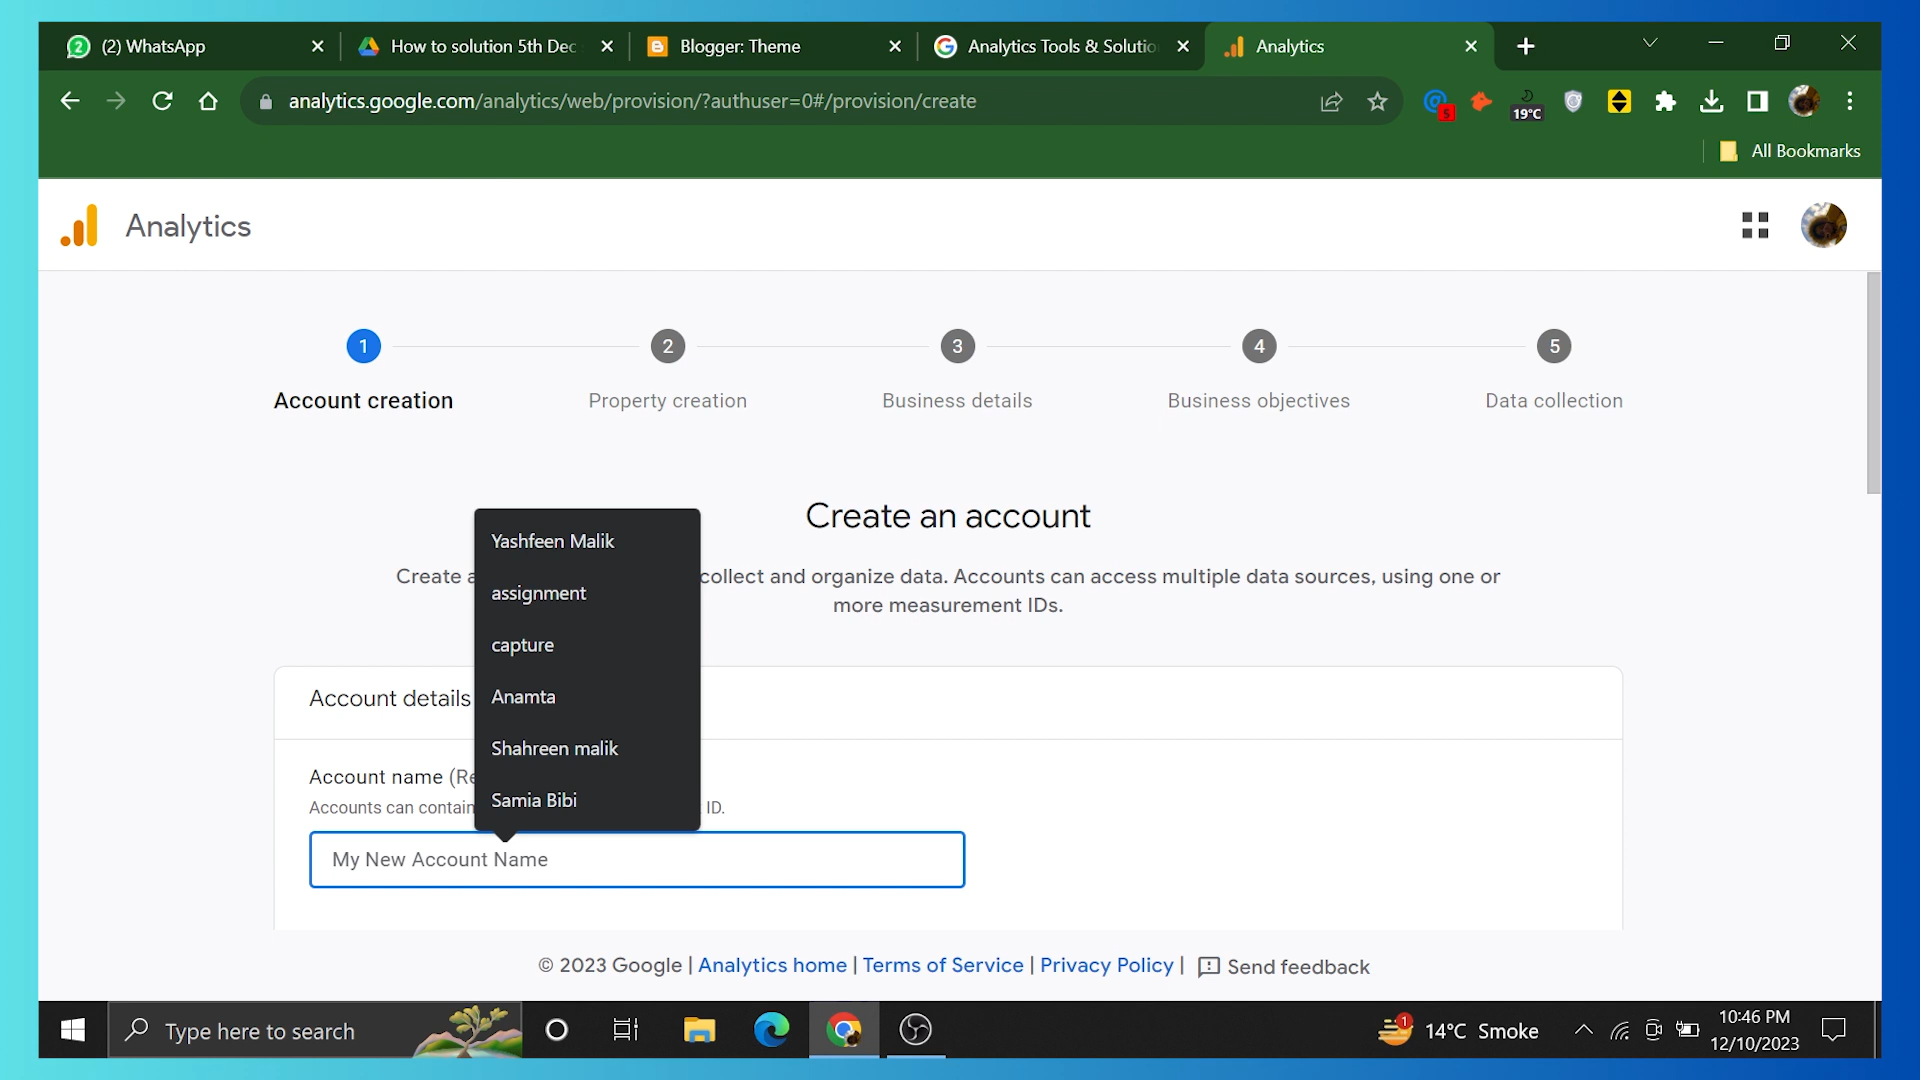 (2) WhatsApp
How to solution 5th Dec
Blogger: Theme
Analytics Tools & Solutio
Analytics
analytics.google.com/analytics/web/provision/?authuser=0#/provision/create
5
19°C
All Bookmarks
Analytics
1
2
3
4
5
Account creation
Property creation
Business details
Business objectives
Data collection
Create an account
Create a
collect and organize data. Accounts can access multiple data sources, using one or
more measurement IDs.
Yashfeen Malik
assignment
capture
Anamta
Shahreen malik
Samia Bibi
Account details
Account name (Re
Accounts can contain
ID.
My New Account Name
© 2023 Google | Analytics home | Terms of Service | Privacy Policy | Send feedback
Type here to search
1
14°C Smoke
10:46 PM
12/10/2023